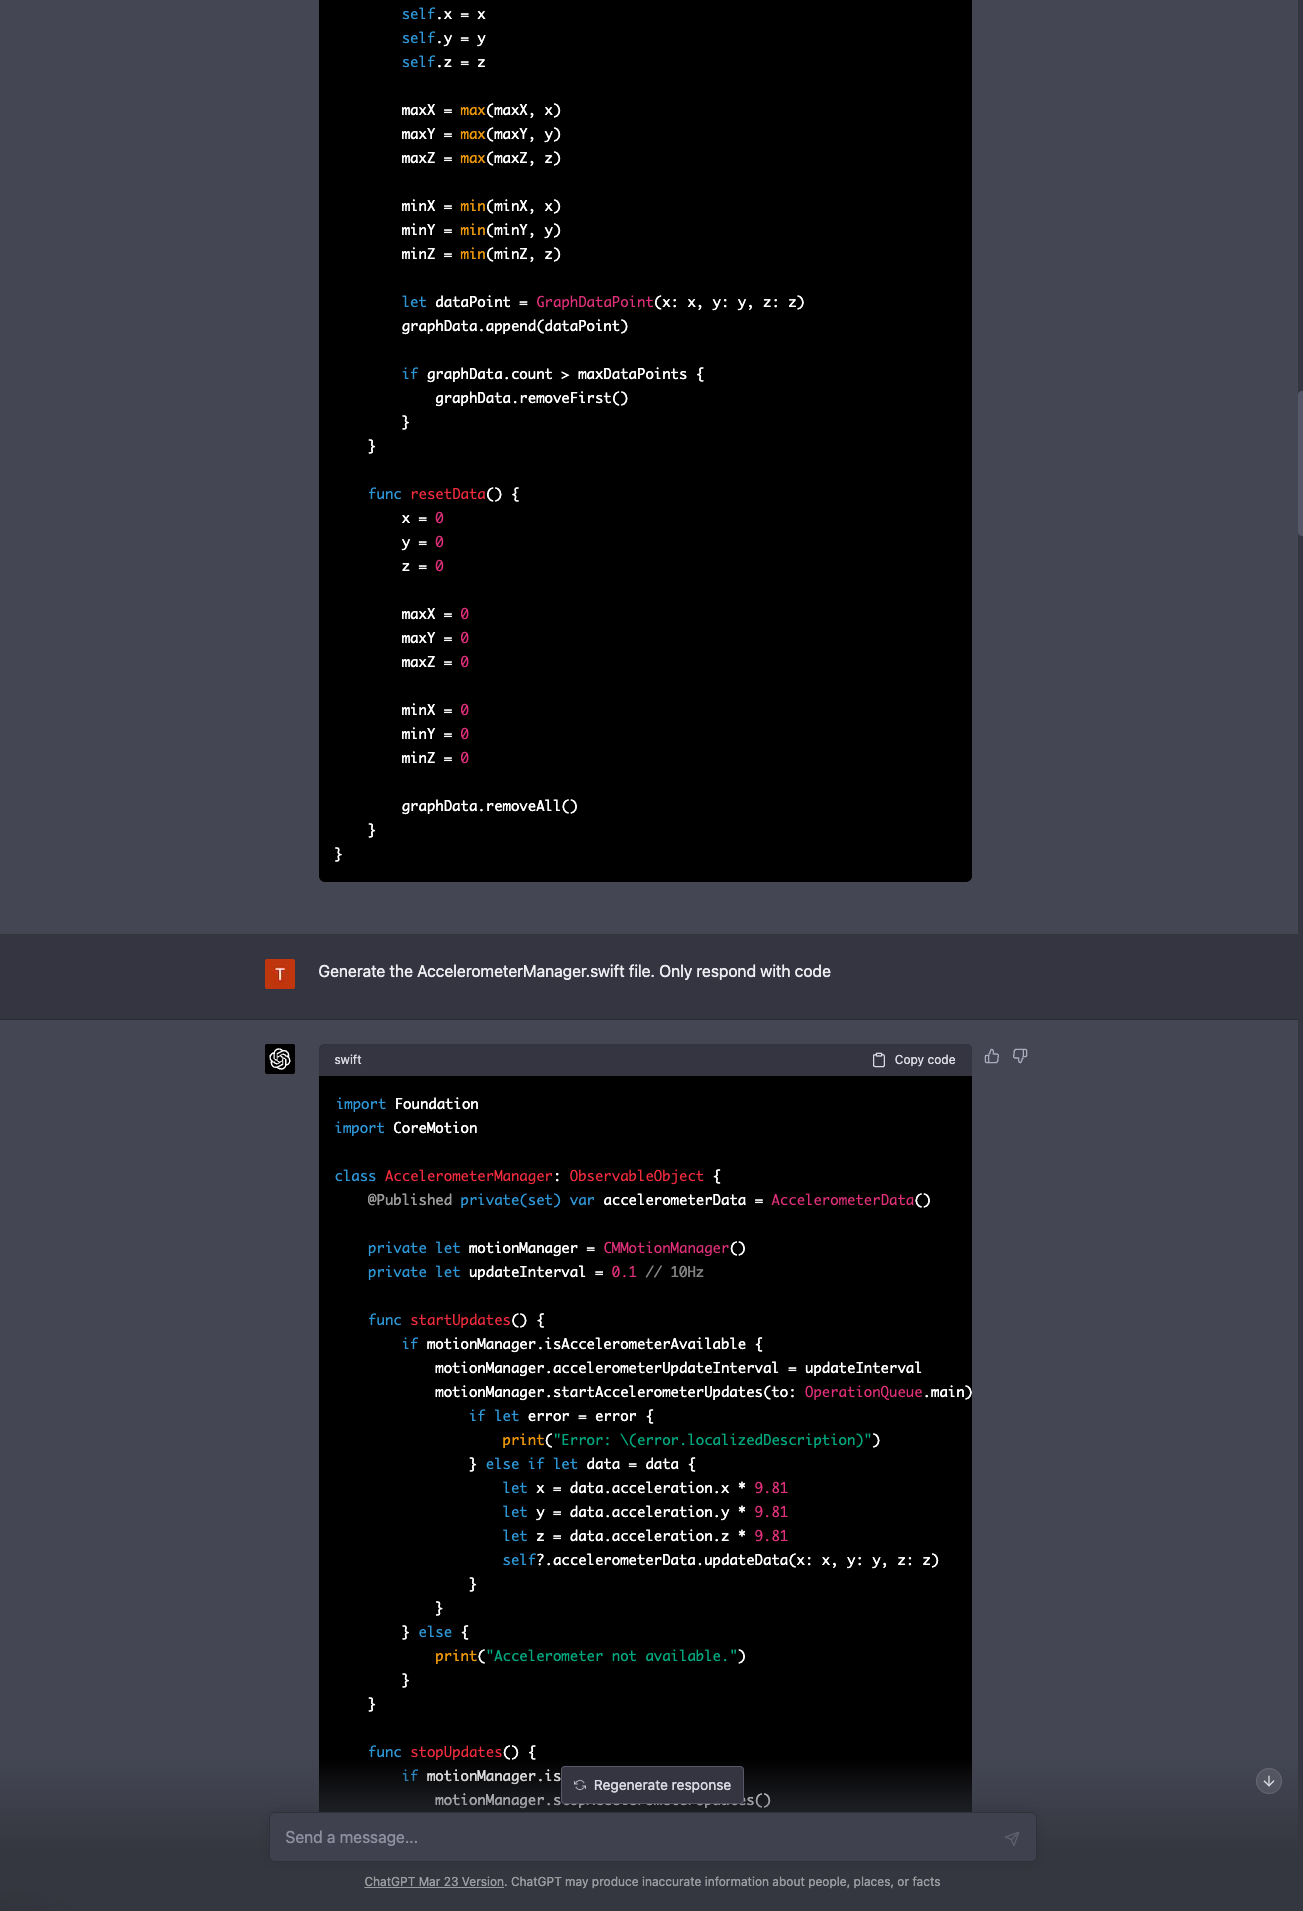 self.x = x
self.y = y
self.z = z
maxX = max(maxX, x)
maxY = max(maxY, y)
maxZ = max(maxZ, z)
minX = min(minX, x)
minY = min(minY, y)
minZ = min(minZ, z)
let dataPoint = GraphDataPoint(x: x, y: y, z: z)
graphData.append(dataPoint)
if graphData.count > maxDataPoints {
graphData.removeFirst()
}
}
func resetData() {
x = 0
y = 0
z = 0
maxX = 0
maxY = 0
maxZ = 0
minX = 0
minY = 0
minZ = 0
graphData.removeAll()
}
}
T
Generate the AccelerometerManager.swift file. Only respond with code
swift
Copy code
import Foundation
import CoreMotion
class AccelerometerManager: ObservableObject {
@Published private(set) var accelerometerData = AccelerometerData()
private let motionManager = CMMotionManager()
private let updateInterval = 0.1 // 10Hz
func startUpdates() {
if motionManager.isAccelerometerAvailable {
motionManager.accelerometerUpdateInterval = updateInterval
motionManager.startAccelerometerUpdates(to: OperationQueue.main)
if let error = error {
print("Error: \(error.localizedDescription)")
} else if let data = data {
let x = data.acceleration.x * 9.81
let y = data.acceleration.y * 9.81
let z = data.acceleration.z * 9.81
self?.accelerometerData.updateData(x: x, y: y, z: z)
}
}
} else {
print("Accelerometer not available.")
}
}
func stopUpdates() {
if motionManager.is
Regenerate response
motionManager.
Send a message...
ChatGPT Mar 23 Version. ChatGPT may produce inaccurate information about people, places, or facts